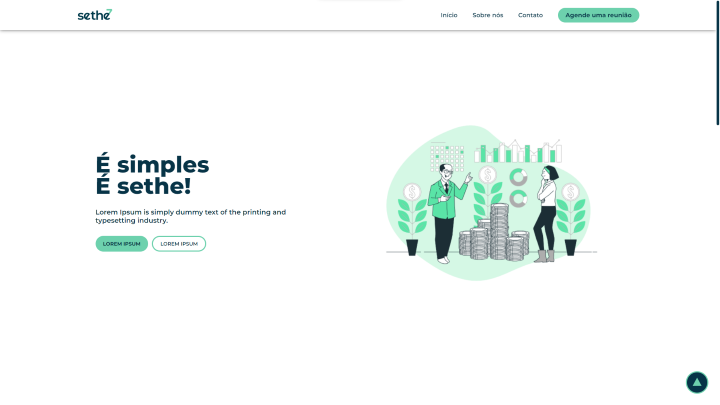 sethe
Início
Sobre nós
Contato
Agende uma reunião
É simples
É sethe!
Lorem Ipsum is simply dummy text of the printing and
typesetting industry.
LOREM IPSUM
LOREM IPSUM